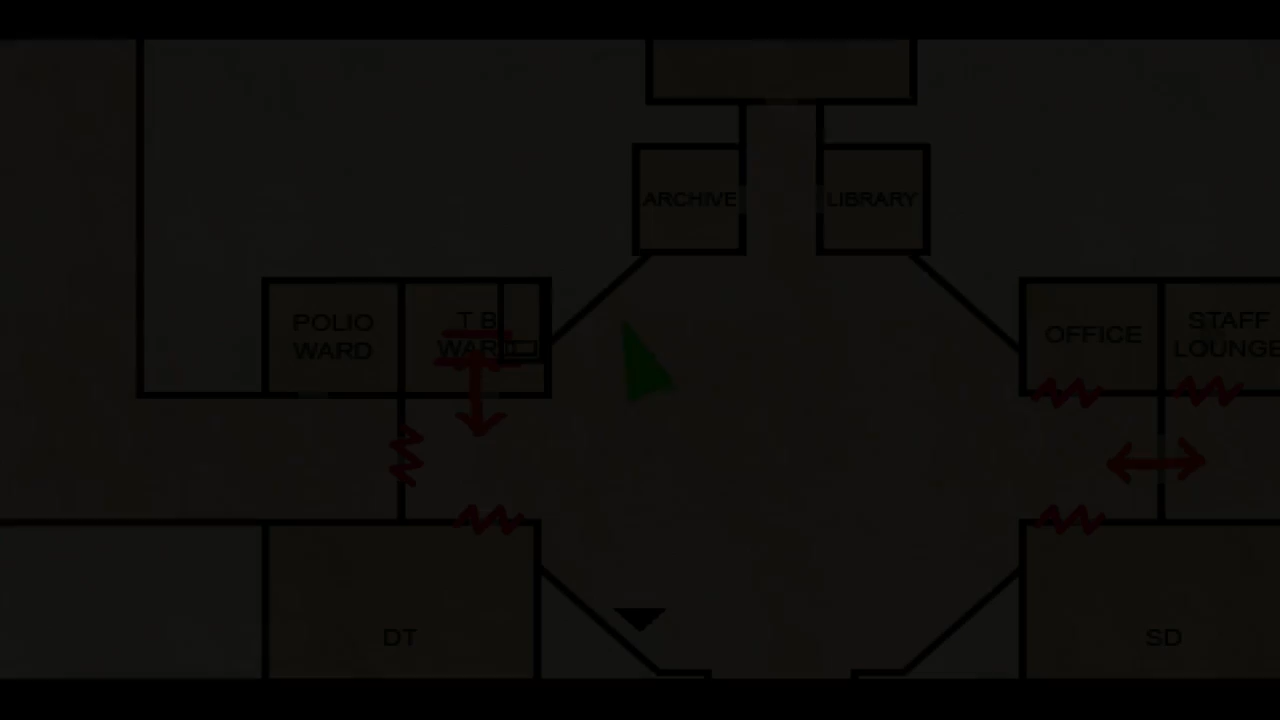 ARCHIVE
LIBRARY
POLIO
WARD
T B
WARD
OFFICE
STAFF
LOUNGE
DT
SD